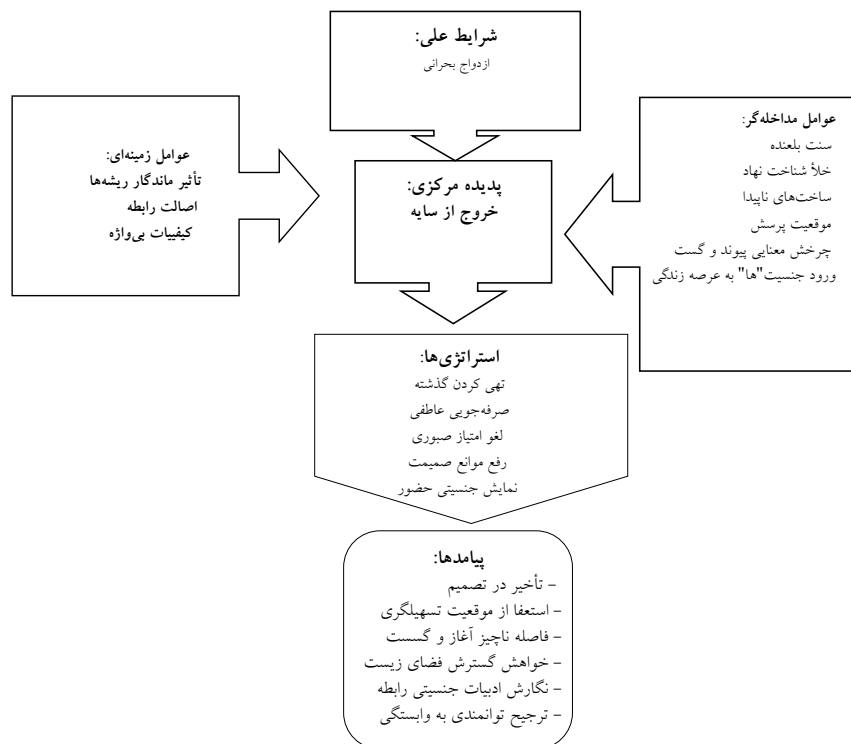 شرایط علی:
ازدواج بحرانی
عوامل مداخله‌گر:
سنت بلعنده
خلأ شناخت نهاد
ساخت‌های ناپیدا
موقعیت پرسش
چرخش معنایی پیوند و گست
ورود جنسیت"ها" به عرصه زندگی
عوامل زمینه‌ای:
تأثیر ماندگار ریشه‌ها
اصالت رابطه
کیفییات بی‌واژه
پدیده مرکزی:
خروج از سایه
استراتژی‌ها:
تهی کردن گذشته
صرفه‌جویی عاطفی
لغو امتیاز صبوری
رفع موانع صمیمت
نمایش جنسیتی حضور
پیامدها:
– تأخیر در تصمیم
– استعفا از موقعیت تسهیلگری
– فاصله ناچیز آغاز و گسست
– خواهش گسترش فضای زیست
– نگارش ادبیات جنسیتی رابطه
– ترجیح توانمندی به وابستگی